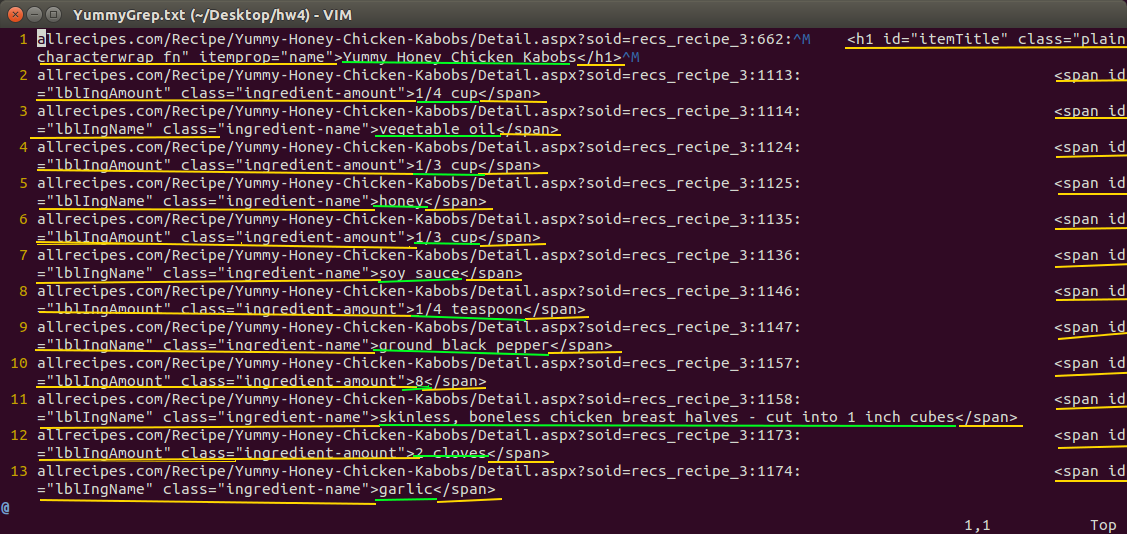 YummyGrep.txt (~/Desktop/hw4) - VIM
1 allrecipes.com/Recipe/Yummy-Honey-Chicken-Kabobs/Detail.aspx?soid=recs_recipe_3:662:^M    <h1 id="itemTitle" class="plain
characterwrap fn" itemprop="name">Yummy Honey Chicken Kabobs</h1>^M
2 allrecipes.com/Recipe/Yummy-Honey-Chicken-Kabobs/Detail.aspx?soid=recs_recipe_3:1113:                            <span id
="lblIngAmount" class="ingredient-amount">1/4 cup</span>
3 allrecipes.com/Recipe/Yummy-Honey-Chicken-Kabobs/Detail.aspx?soid=recs_recipe_3:1114:                            <span id
="lblIngName" class="ingredient-name">vegetable oil</span>
4 allrecipes.com/Recipe/Yummy-Honey-Chicken-Kabobs/Detail.aspx?soid=recs_recipe_3:1124:                            <span id
="lblIngAmount" class="ingredient-amount">1/3 cup</span>
5 allrecipes.com/Recipe/Yummy-Honey-Chicken-Kabobs/Detail.aspx?soid=recs_recipe_3:1125:                            <span id
="lblIngName" class="ingredient-name">honey</span>
6 allrecipes.com/Recipe/Yummy-Honey-Chicken-Kabobs/Detail.aspx?soid=recs_recipe_3:1135:                            <span id
="lblIngAmount" class="ingredient-amount">1/3 cup</span>
7 allrecipes.com/Recipe/Yummy-Honey-Chicken-Kabobs/Detail.aspx?soid=recs_recipe_3:1136:                            <span id
="lblIngName" class="ingredient-name">soy sauce</span>
8 allrecipes.com/Recipe/Yummy-Honey-Chicken-Kabobs/Detail.aspx?soid=recs_recipe_3:1146:                            <span id
="lblIngAmount" class="ingredient-amount">1/4 teaspoon</span>
9 allrecipes.com/Recipe/Yummy-Honey-Chicken-Kabobs/Detail.aspx?soid=recs_recipe_3:1147:                            <span id
="lblIngName" class="ingredient-name">ground black pepper</span>
10 allrecipes.com/Recipe/Yummy-Honey-Chicken-Kabobs/Detail.aspx?soid=recs_recipe_3:1157:                            <span id
="lblIngAmount" class="ingredient-amount">8</span>
11 allrecipes.com/Recipe/Yummy-Honey-Chicken-Kabobs/Detail.aspx?soid=recs_recipe_3:1158:                            <span id
="lblIngName" class="ingredient-name">skinless, boneless chicken breast halves - cut into 1 inch cubes</span>
12 allrecipes.com/Recipe/Yummy-Honey-Chicken-Kabobs/Detail.aspx?soid=recs_recipe_3:1173:                            <span id
="lblIngAmount" class="ingredient-amount">2 cloves</span>
13 allrecipes.com/Recipe/Yummy-Honey-Chicken-Kabobs/Detail.aspx?soid=recs_recipe_3:1174:                            <span id
="lblIngName" class="ingredient-name">garlic</span>
@
1,1 Top